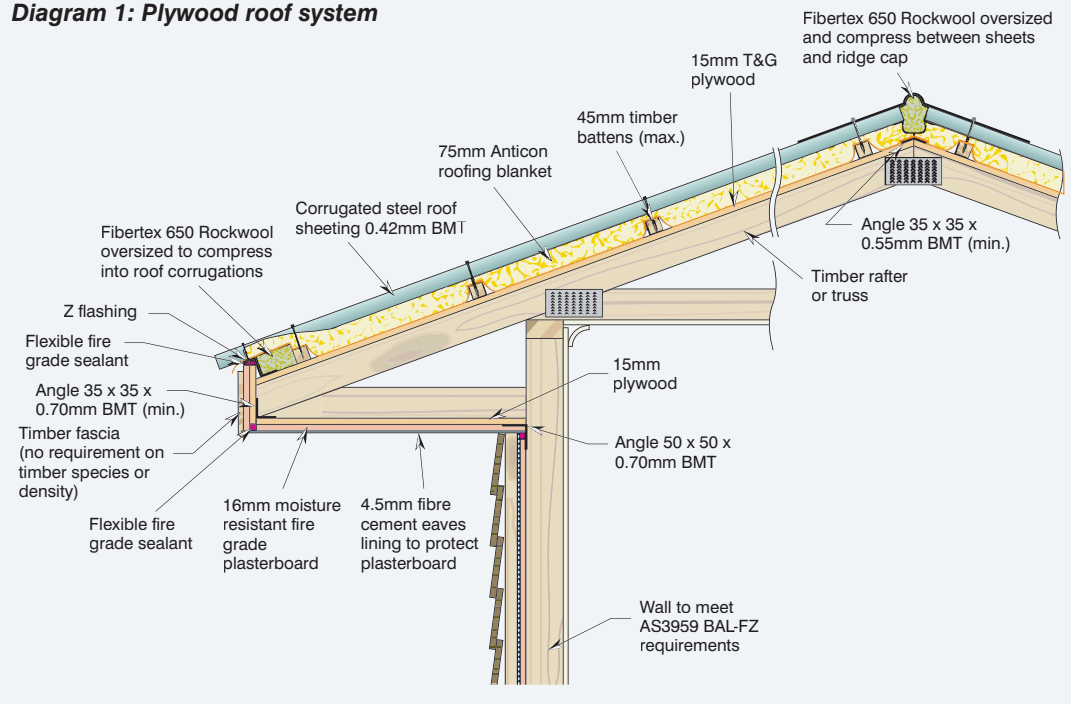 Diagram 1: Plywood roof system
Fibertex 650 Rockwool oversized
and compress between sheets
and ridge cap
15mm T&G
plywood
45mm timber
battens (max.)
75mm Anticon
roofing blanket
Corrugated steel roof
sheeting 0.42mm BMT
Fibertex 650 Rockwool
oversized to compress
into roof corrugations
Z flashing
Flexible fire
grade sealant
Angle 35 x 35 x
0.70mm BMT (min.)
Timber fascia
(no requirement on
timber species or
density)
Flexible fire
grade sealant
16mm moisture
resistant fire
grade
plasterboard
4.5mm fibre
cement eaves
lining to protect
plasterboard
Angle 35 x 35 x
0.55mm BMT (min.)
Timber rafter
or truss
15mm
plywood
Angle 50 x 50 x
0.70mm BMT
Wall to meet
AS3959 BAL-FZ
requirements